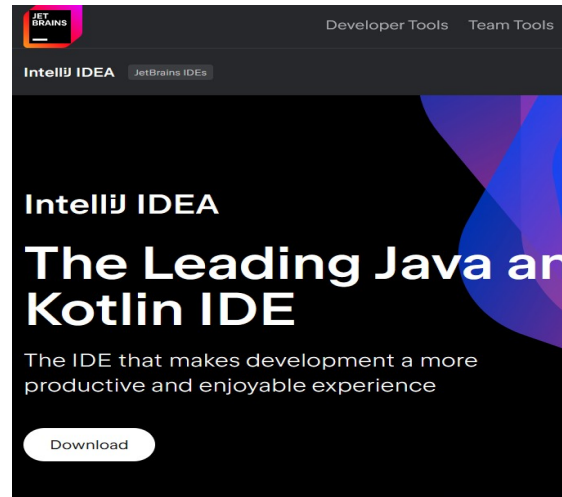 JET
BRAINS
Developer Tools Team Tools
IntelliJ IDEA JetBrains IDEs
IntelliJ IDEA
The Leading Java an
Kotlin IDE
The IDE that makes development a more
productive and enjoyable experience
Download